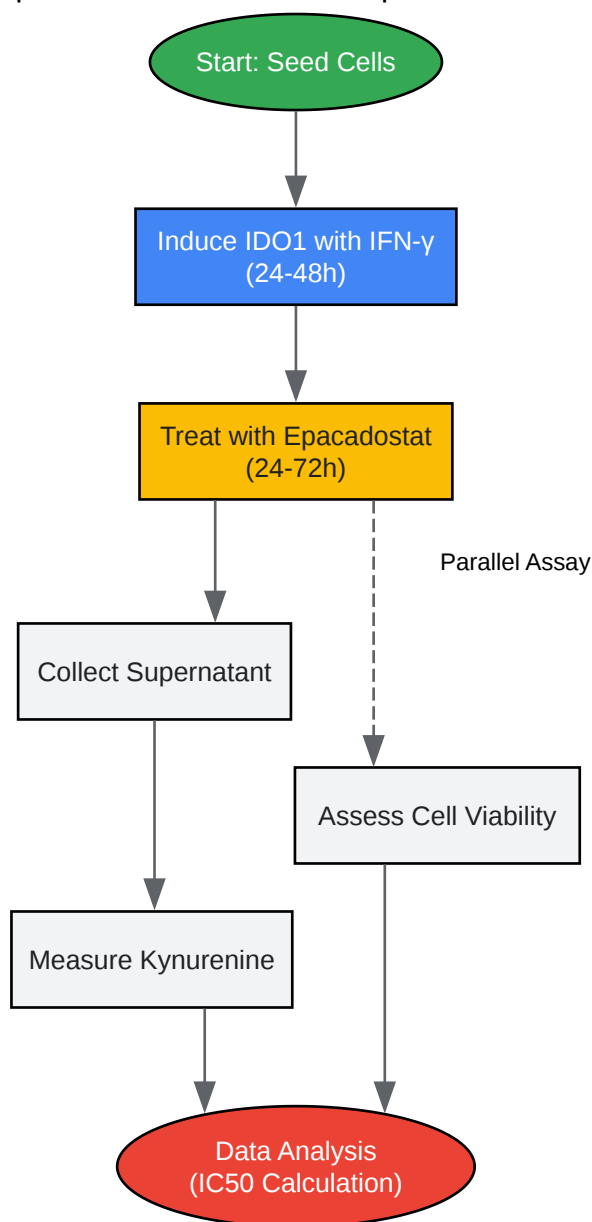 Start: Seed Cells
Induce IDO1 with IFN-γ
(24-48h)
Treat with Epacadostat
(24-72h)
Parallel Assay
Collect Supernatant
Assess Cell Viability
Measure Kynurenine
Data Analysis
(IC50 Calculation)